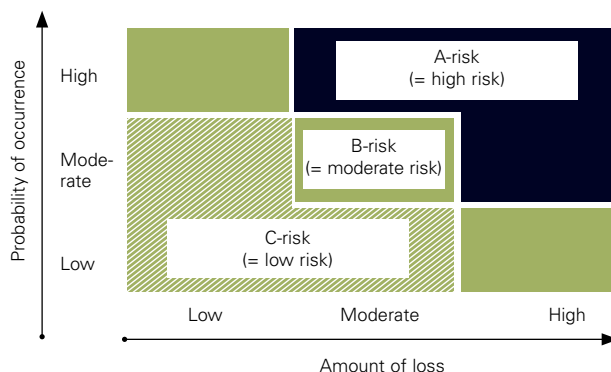 Probability of occurrence
High
Mode-
rate
Low
A-risk
(= high risk)
B-risk
(= moderate risk)
C-risk
(= low risk)
Low
Moderate
High
Amount of loss